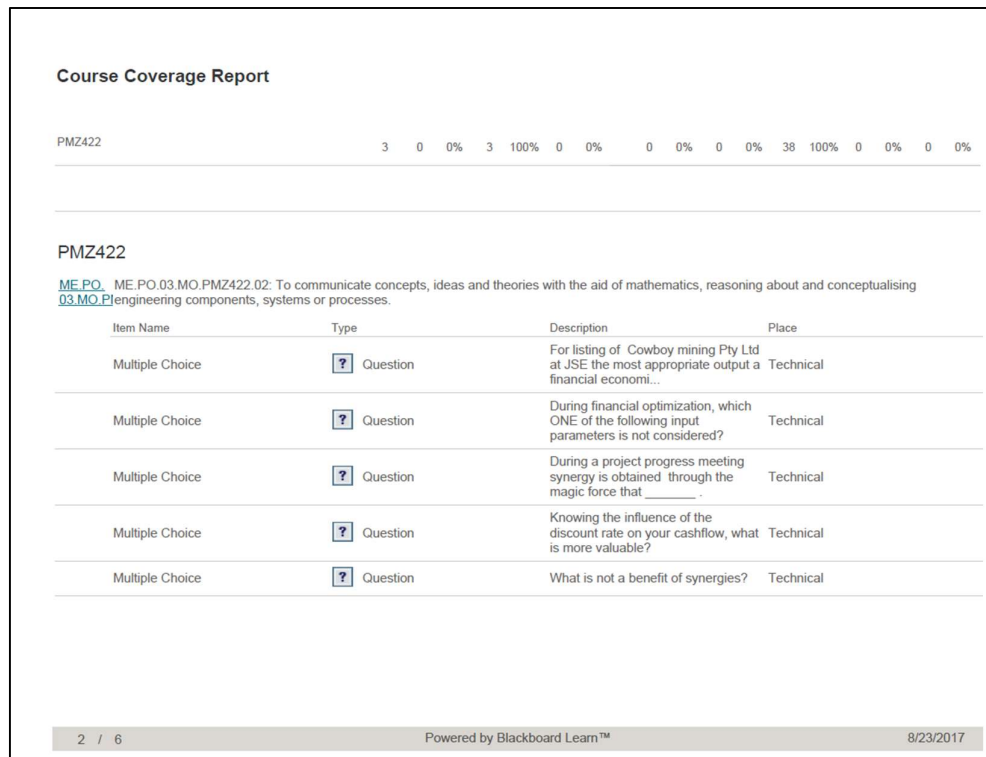 Course Coverage Report
PMZ422 3 0 0% 3 100% 0 0% 0 0% 0 0% 38 100% 0 0% 0 0%
PMZ422
ME.PO. ME.PO.03.MO.PMZ422.02: To communicate concepts, ideas and theories with the aid of mathematics, reasoning about and conceptualising
03.MO.PM engineering components, systems or processes.
Item Name Type Description Place
For listing of Cowboy mining Pty Ltd
Multiple Choice ? Question at JSE the most appropriate output a Technical
financial economi...
During financial optimization, which
Multiple Choice ? Question ONE of the following input Technical
parameters is not considered?
During a project progress meeting
Multiple Choice ? Question synergy is obtained through the Technical
magic force that _______ .
Knowing the influence of the
Multiple Choice ? Question discount rate on your cashflow, what Technical
is more valuable?
Multiple Choice ? Question What is not a benefit of synergies? Technical
2 / 6 Powered by Blackboard Learn™ 8/23/2017